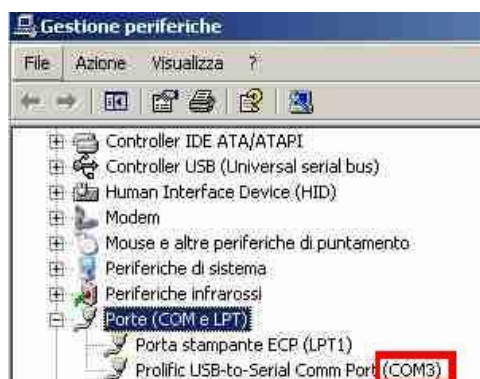 Gestione periferiche
File Azione Visualizza ?
Controller IDE ATA/ATAPI
Controller USB (Universal serial bus)
Human Interface Device (HID)
Modem
Mouse e altre periferiche di puntamento
Periferiche di sistema
Periferiche infrarossi
Porte (COM e LPT)
Porta stampante ECP (LPT1)
Prolific USB-to-Serial Comm Port (COM3)